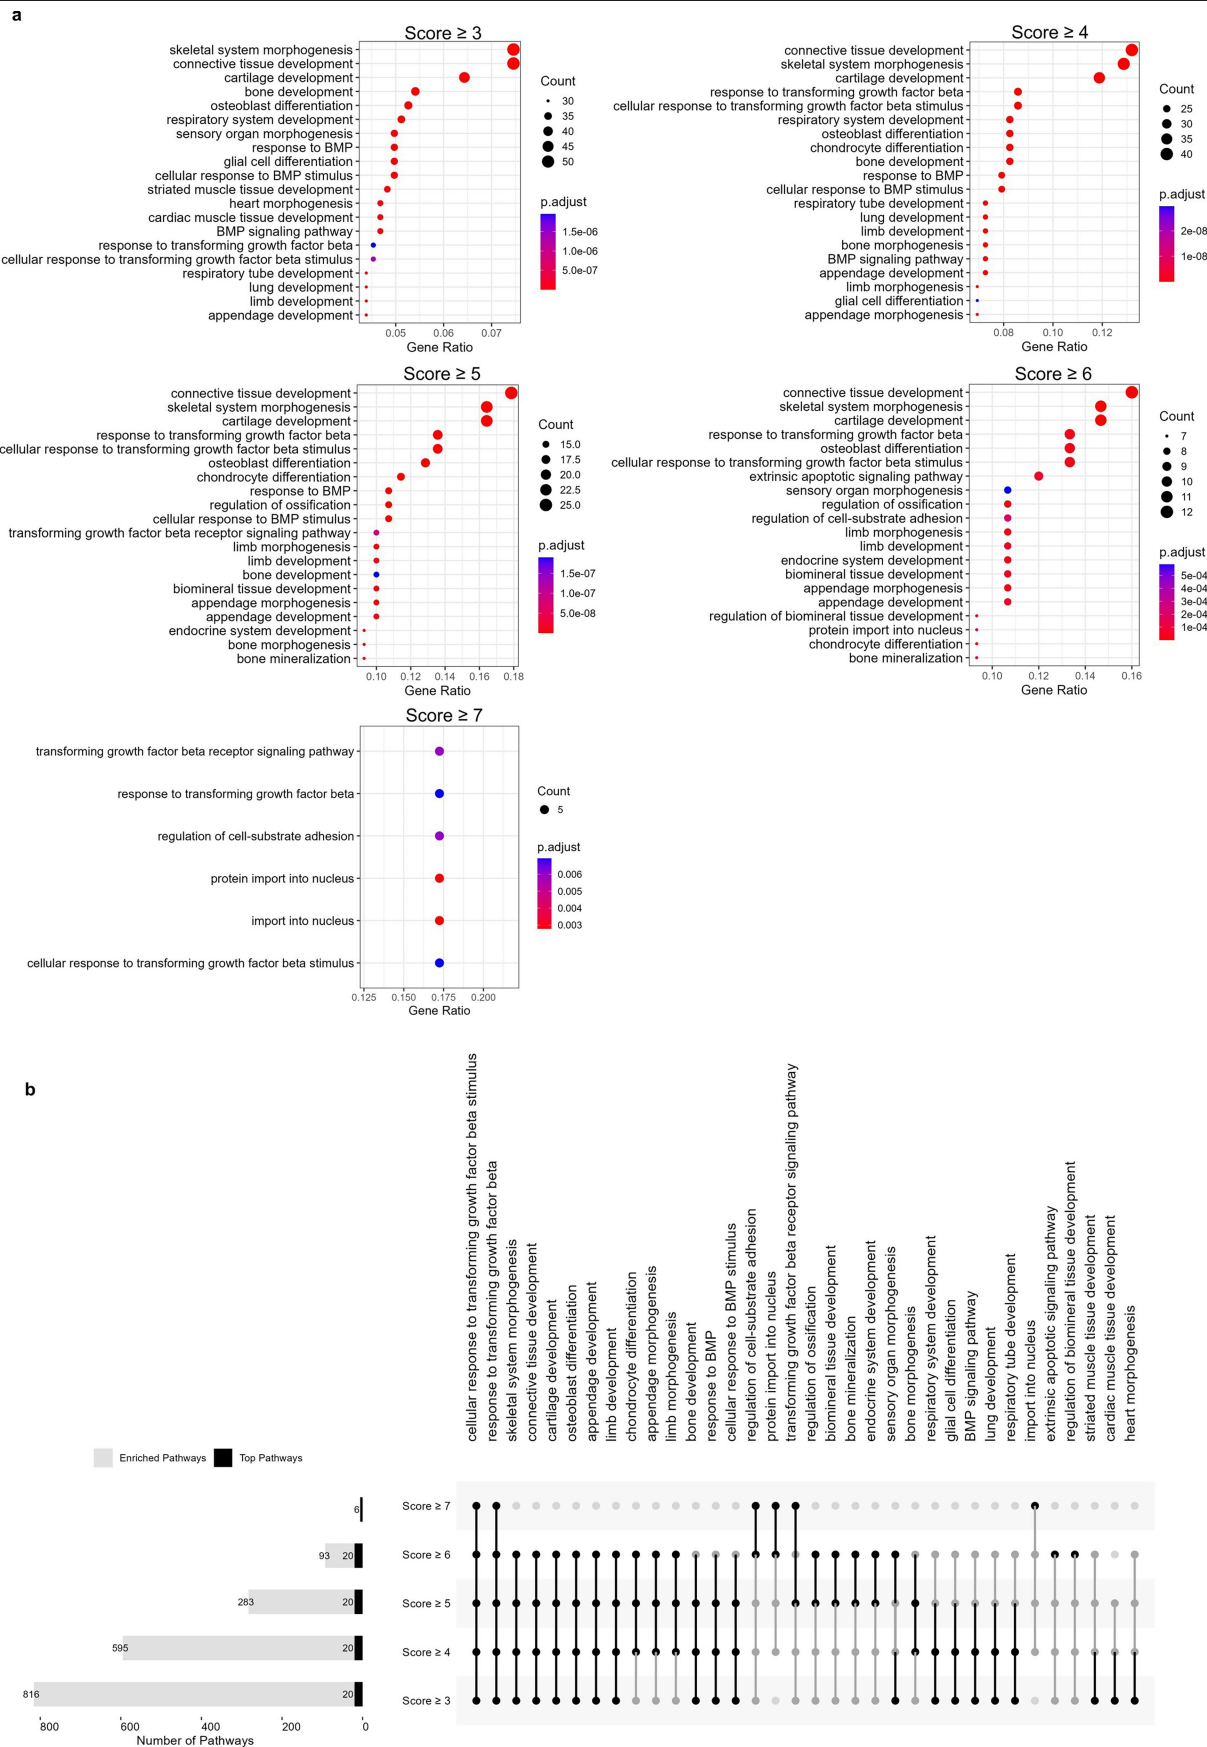 a
Score ≥ 3
skeletal system morphogenesis
connective tissue development
cartilage development
bone development
osteoblast differentiation
respiratory system development
sensory organ morphogenesis
response to BMP
glial cell differentiation
cellular response to BMP stimulus
striated muscle tissue development
heart morphogenesis
cardiac muscle tissue development
BMP signaling pathway
response to transforming growth factor beta
cellular response to transforming growth factor beta stimulus
respiratory tube development
lung development
limb development
appendage development
0.05 0.06 0.07
Gene Ratio
Count
30
35
40
45
50
p.adjust
1.5e-06
1.0e-06
5.0e-07
Score ≥ 4
connective tissue development
skeletal system morphogenesis
cartilage development
response to transforming growth factor beta
cellular response to transforming growth factor beta stimulus
respiratory system development
osteoblast differentiation
chondrocyte differentiation
bone development
response to BMP
cellular response to BMP stimulus
respiratory tube development
lung development
limb development
bone morphogenesis
BMP signaling pathway
appendage development
limb morphogenesis
glial cell differentiation
appendage morphogenesis
0.08 0.10 0.12
Gene Ratio
Count
25
30
35
40
p.adjust
2e-08
1e-08
Score ≥ 5
connective tissue development
skeletal system morphogenesis
cartilage development
response to transforming growth factor beta
cellular response to transforming growth factor beta stimulus
osteoblast differentiation
chondrocyte differentiation
response to BMP
regulation of ossification
cellular response to BMP stimulus
transforming growth factor beta receptor signaling pathway
limb morphogenesis
limb development
bone development
biomineral tissue development
appendage morphogenesis
appendage development
endocrine system development
bone morphogenesis
bone mineralization
0.10 0.12 0.14 0.16 0.18
Gene Ratio
Count
15.0
17.5
20.0
22.5
25.0
p.adjust
1.5e-07
1.0e-07
5.0e-08
Score ≥ 6
connective tissue development
skeletal system morphogenesis
cartilage development
response to transforming growth factor beta
osteoblast differentiation
cellular response to transforming growth factor beta stimulus
extrinsic apoptotic signaling pathway
sensory organ morphogenesis
regulation of ossification
regulation of cell-substrate adhesion
limb morphogenesis
limb development
endocrine system development
biomineral tissue development
appendage morphogenesis
appendage development
regulation of biomineral tissue development
protein import into nucleus
chondrocyte differentiation
bone mineralization
0.10 0.12 0.14 0.16
Gene Ratio
Count
7
8
9
10
11
12
p.adjust
5e-04
4e-04
3e-04
2e-04
1e-04
Score ≥ 7
transforming growth factor beta receptor signaling pathway
response to transforming growth factor beta
regulation of cell-substrate adhesion
protein import into nucleus
import into nucleus
cellular response to transforming growth factor beta stimulus
0.125 0.150 0.175 0.200
Gene Ratio
Count
5
p.adjust
0.006
0.005
0.004
0.003
b
cellular response to transforming growth factor beta stimulus
response to transforming growth factor beta
skeletal system morphogenesis
connective tissue development
cartilage development
osteoblast differentiation
appendage development
limb development
chondrocyte differentiation
appendage morphogenesis
limb morphogenesis
bone development
response to BMP
cellular response to BMP stimulus
regulation of cell-substrate adhesion
protein import into nucleus
transforming growth factor beta receptor signaling pathway
regulation of ossification
biomineral tissue development
bone mineralization
endocrine system development
sensory organ morphogenesis
bone morphogenesis
respiratory system development
glial cell differentiation
BMP signaling pathway
lung development
respiratory tube development
import into nucleus
extrinsic apoptotic signaling pathway
regulation of biomineral tissue development
striated muscle tissue development
cardiac muscle tissue development
heart morphogenesis
Enriched Pathways Top Pathways
6 Score ≥ 7
93 20 Score ≥ 6
283 20 Score ≥ 5
595 20 Score ≥ 4
816 20 Score ≥ 3
800 600 400 200 0
Number of Pathways